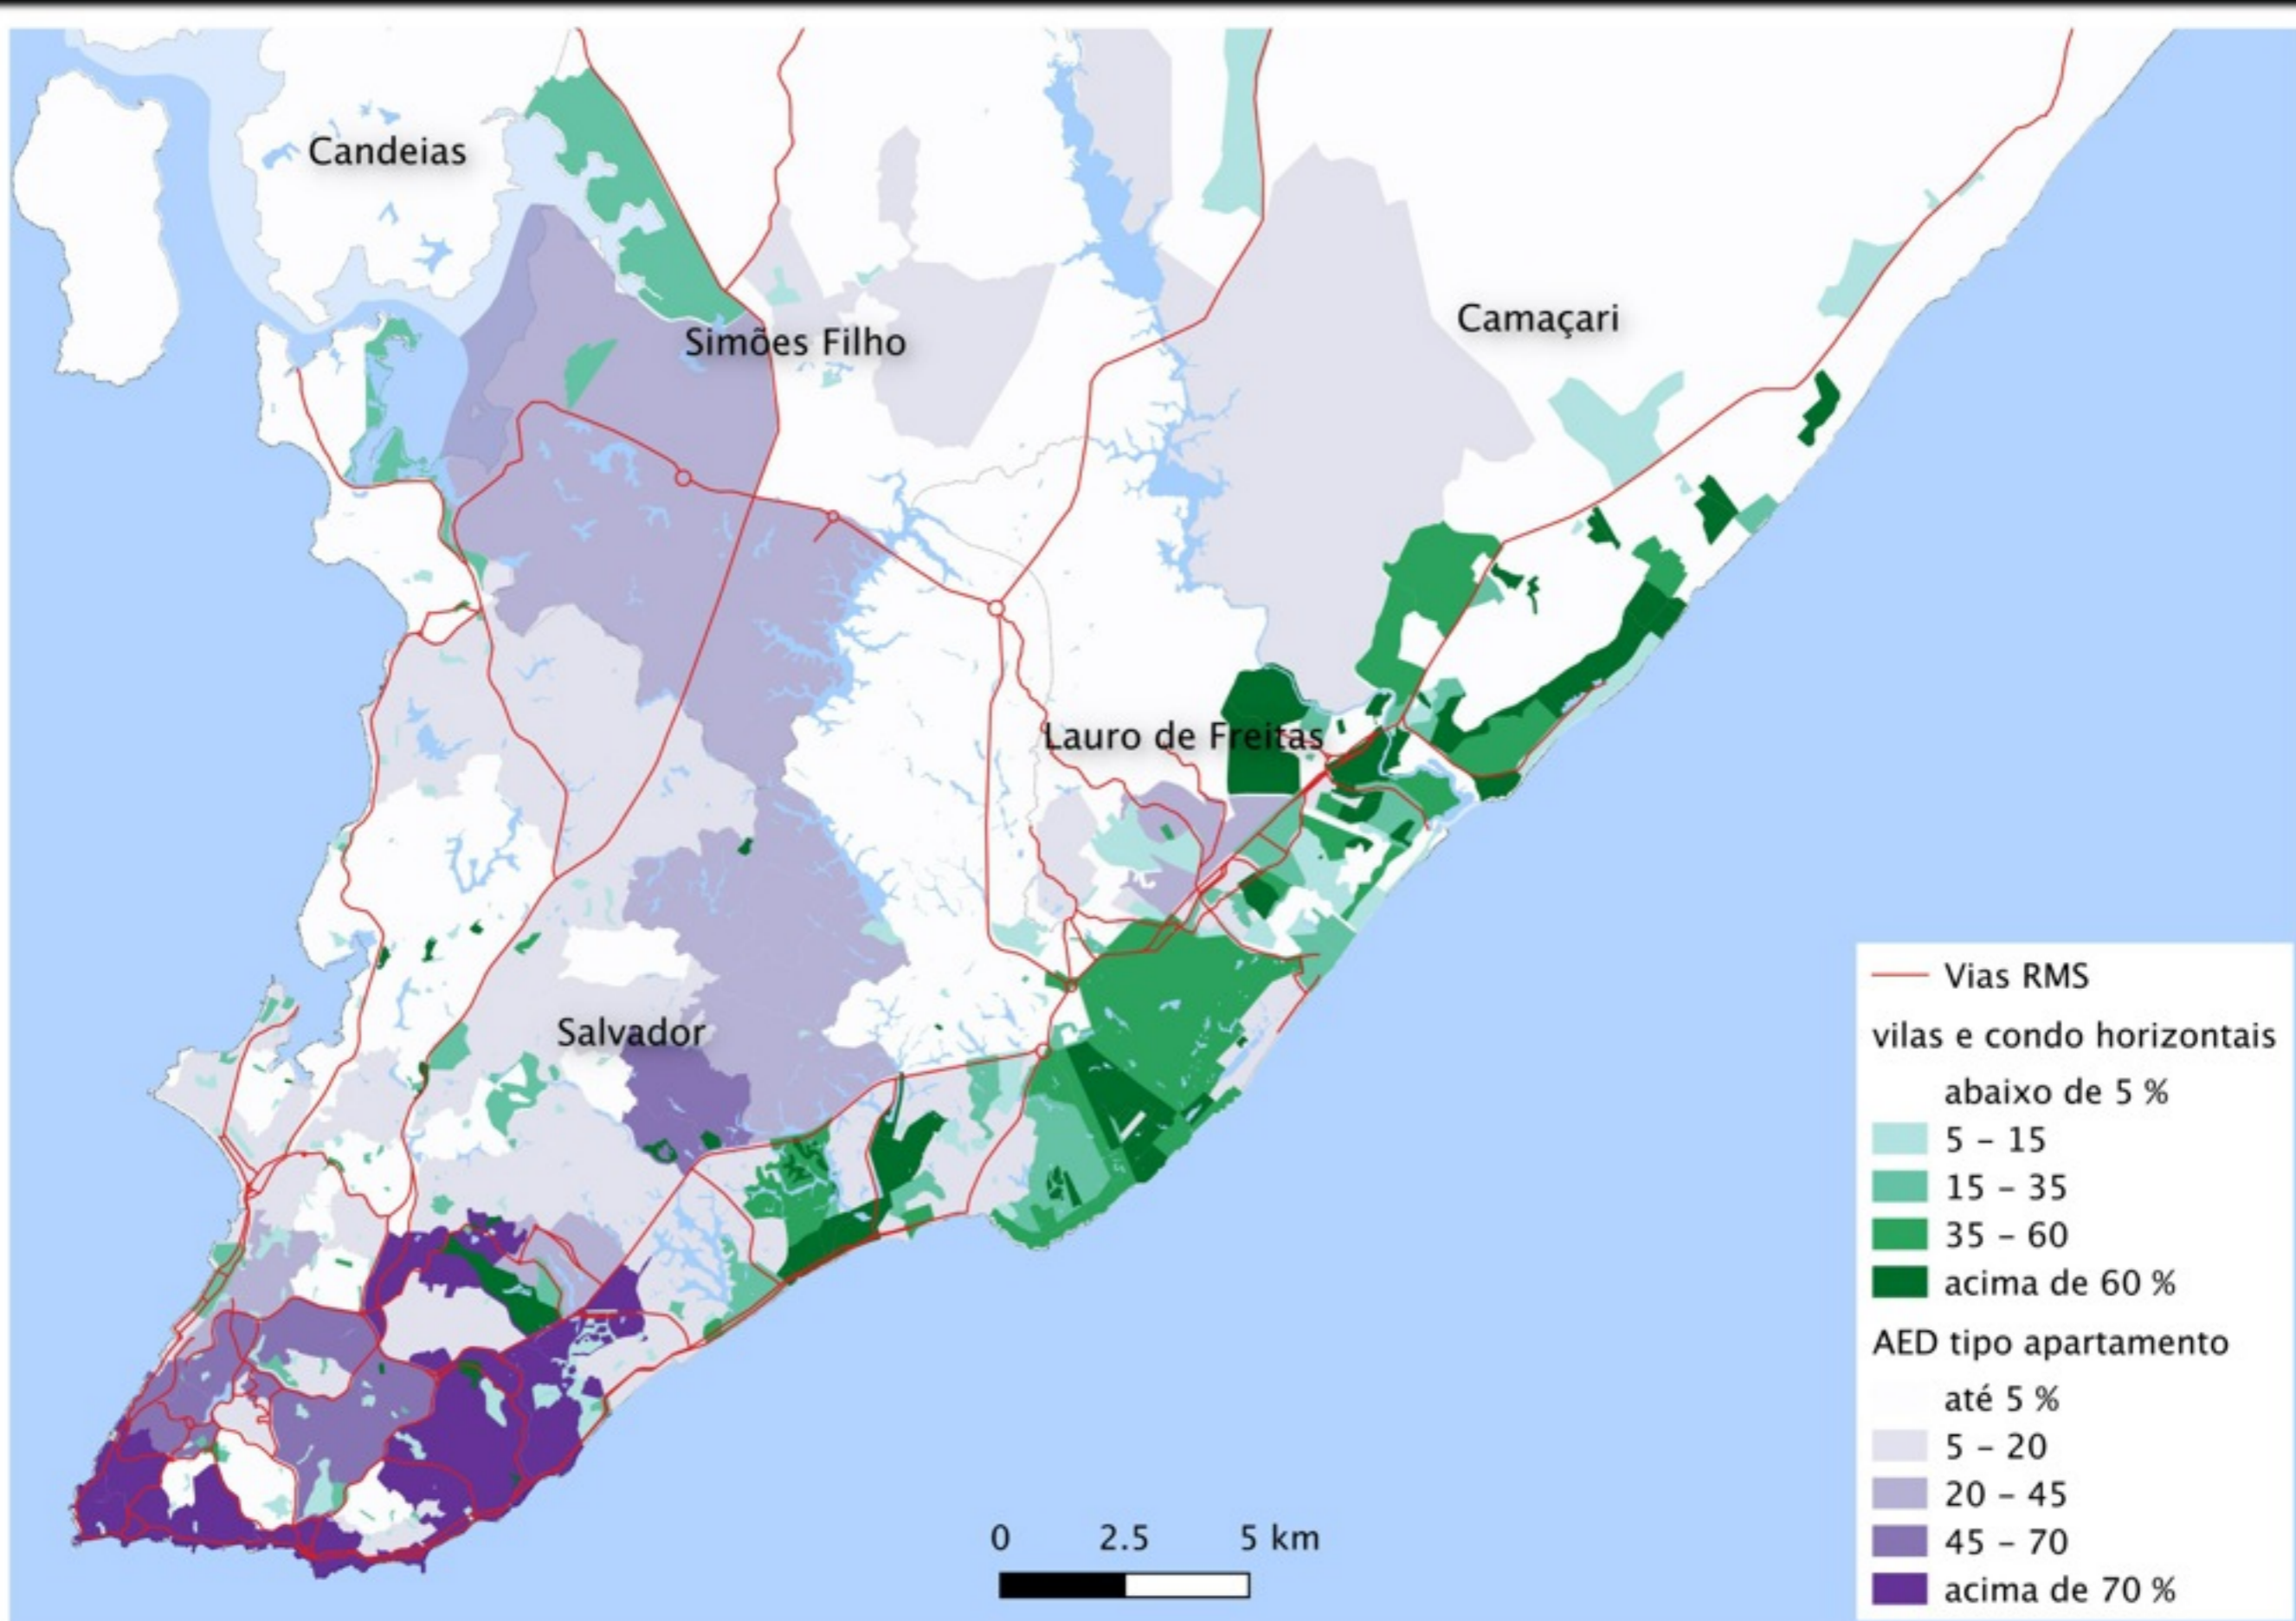 Candeias
Simões Filho
Camaçari
Lauro de Freitas
Salvador
Vias RMS
vilas e condo horizontais
abaixo de 5 %
5 – 15
15 – 35
35 – 60
acima de 60 %
AED tipo apartamento
até 5 %
5 – 20
20 – 45
45 – 70
acima de 70 %
0 2.5 5 km